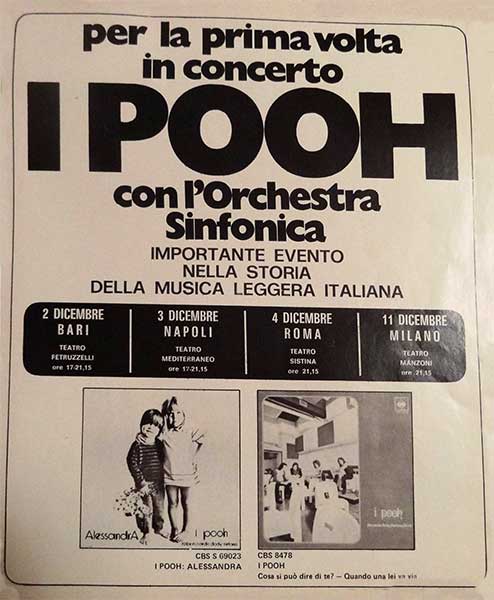 per la prima volta
in concerto
I POOH
con l'Orchestra
Sinfonica
IMPORTANTE EVENTO
NELLA STORIA
DELLA MUSICA LEGGERA ITALIANA
2 DICEMBRE
BARI
TEATRO
PETRUZZELLI
ore 17-21,15
3 DICEMBRE
NAPOLI
TEATRO
MEDITERRANEO
ore 17-21,15
4 DICEMBRE
ROMA
TEATRO
SISTINA
ore 21,15
11 DICEMBRE
MILANO
TEATRO
MANZONI
ore 21,15
AlessandrA i pooh
i pooh
CBS S 69023
I POOH: ALESSANDRA
CBS 8478
I POOH
Cosa si può dire di te? — Quando una lei va via